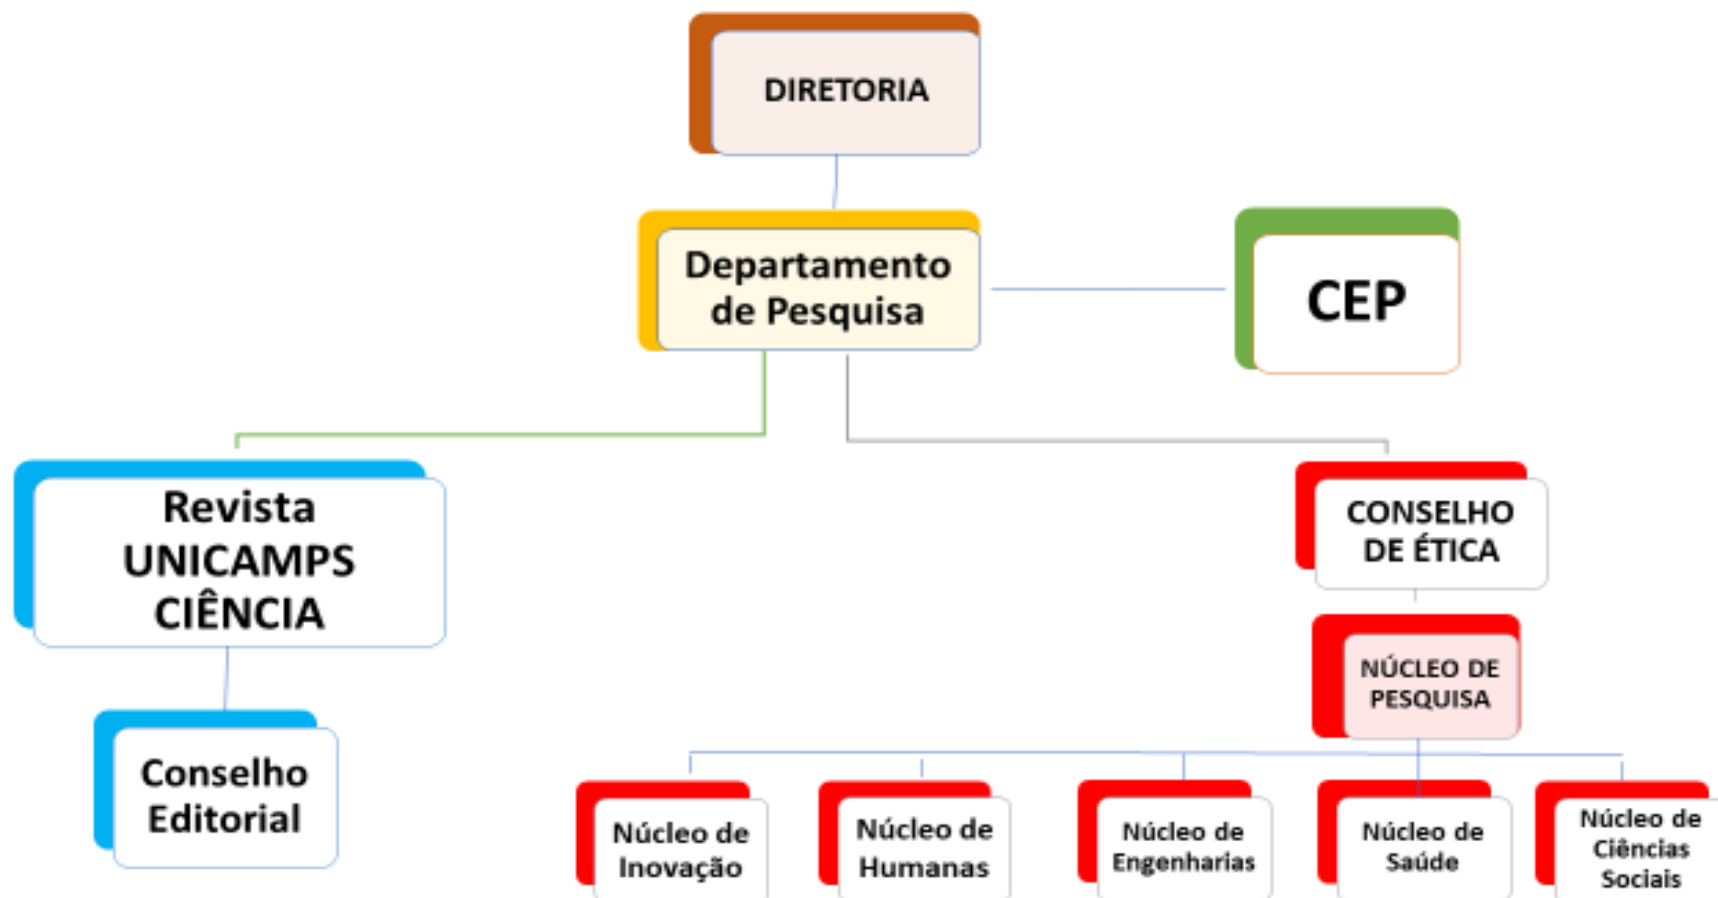 DIRETORIA
Departamento
de Pesquisa
CEP
Revista
UNICAMPS
CIÊNCIA
CONSELHO
DE ÉTICA
NÚCLEO DE
PESQUISA
Conselho
Editorial
Núcleo de
Inovação
Núcleo de
Humanas
Núcleo de
Engenharias
Núcleo de
Saúde
Núcleo de
Ciências
Sociais